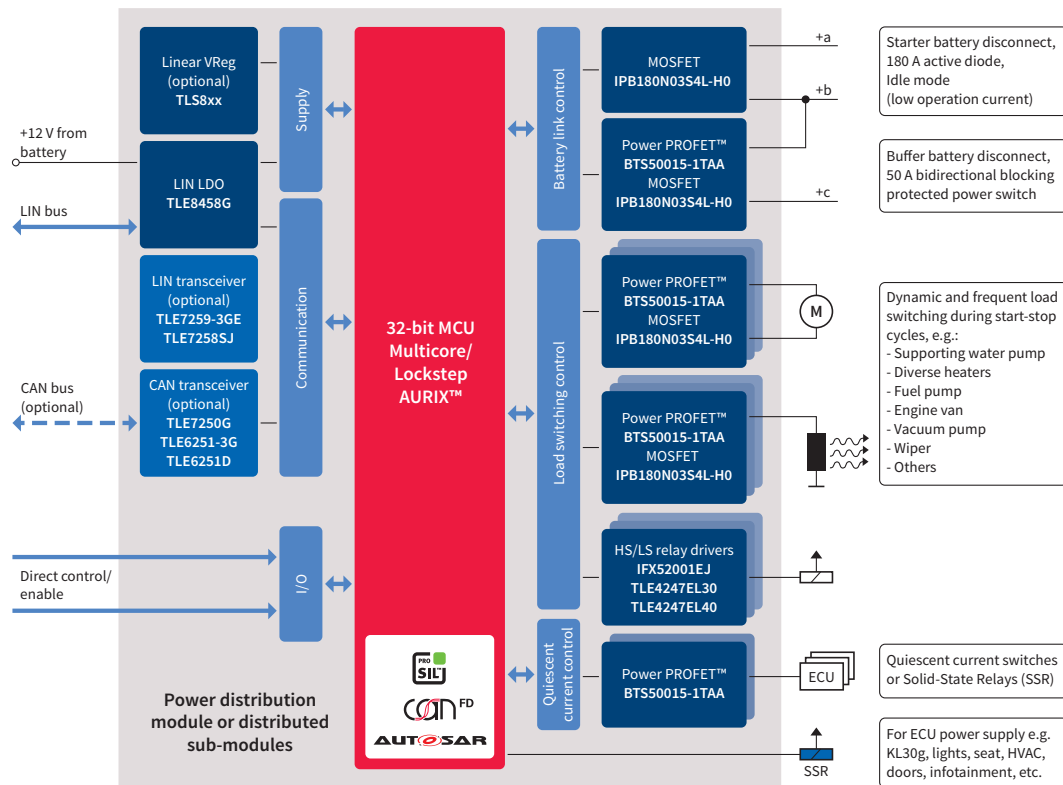 Linear VReg
(optional)
TLS8xx
+12 V from
battery
LIN LDO
TLE8458G
LIN bus
LIN transceiver
(optional)
TLE7259-3GE
TLE7258SJ
CAN bus
(optional)
CAN transceiver
(optional)
TLE7250G
TLE6251-3G
TLE6251D
Direct control/
enable
Supply
Communication
I/O
Power distribution
module or distributed
sub-modules
32-bit MCU
Multicore/
Lockstep
AURIX™
PRO
SIL
CAN FD
AUTOSAR
Battery link control
Load switching control
Quiescent
current control
MOSFET
IPB180N03S4L-H0
Power PROFET™
BTS50015-1TAA
MOSFET
IPB180N03S4L-H0
Power PROFET™
BTS50015-1TAA
MOSFET
IPB180N03S4L-H0
Power PROFET™
BTS50015-1TAA
MOSFET
IPB180N03S4L-H0
HS/LS relay drivers
IFX52001EJ
TLE4247EL30
TLE4247EL40
Power PROFET™
BTS50015-1TAA
+a
+b
+c
M
ECU
SSR
Starter battery disconnect,
180 A active diode,
Idle mode
(low operation current)
Buffer battery disconnect,
50 A bidirectional blocking
protected power switch
Dynamic and frequent load
switching during start-stop
cycles, e.g.:
- Supporting water pump
- Diverse heaters
- Fuel pump
- Engine van
- Vacuum pump
- Wiper
- Others
Quiescent current switches
or Solid-State Relays (SSR)
For ECU power supply e.g.
KL30g, lights, seat, HVAC,
doors, infotainment, etc.